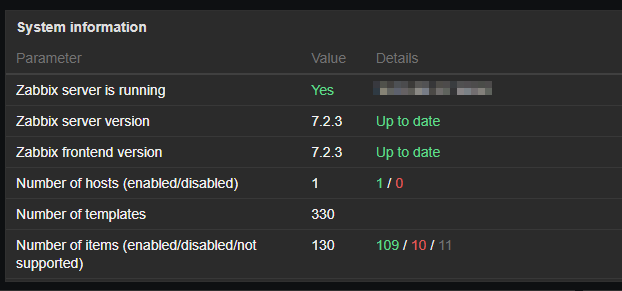 System information
Parameter Value Details
Zabbix server is running Yes
Zabbix server version 7.2.3 Up to date
Zabbix frontend version 7.2.3 Up to date
Number of hosts (enabled/disabled) 1 1 / 0
Number of templates 330
Number of items (enabled/disabled/not 130 109 / 10 / 11
supported)